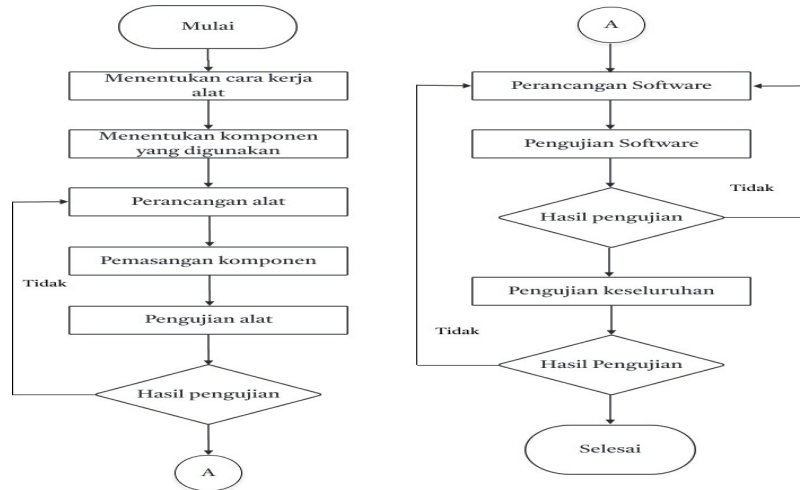 Mulai
Menentukan cara kerja
alat
Menentukan komponen
yang digunakan
Perancangan alat
Pemasangan komponen
Tidak
Pengujian alat
Hasil pengujian
A
A
Perancangan Software
Pengujian Software
Tidak
Hasil pengujian
Pengujian keseluruhan
Tidak
Hasil Pengujian
Selesai